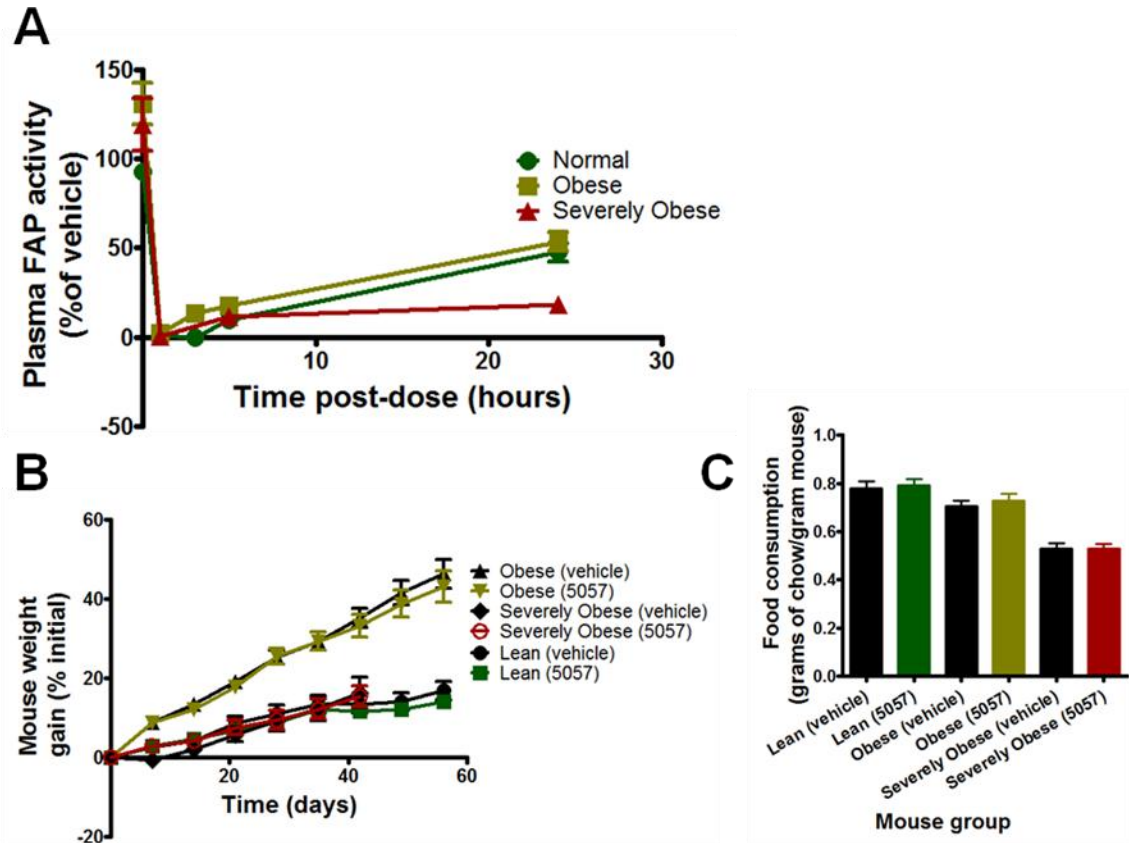 A
Plasma FAP activity
(%of vehicle)
150
100
50
0
-50
10
20
30
Time post-dose (hours)
Normal
Obese
Severely Obese
B
Mouse weight
gain (% initial)
60
40
20
0
-20
20
40
60
Time (days)
Obese (vehicle)
Obese (5057)
Severely Obese (vehicle)
Severely Obese (5057)
Lean (vehicle)
Lean (5057)
C
Food consumption
(grams of chow/gram mouse)
1.0
0.8
0.6
0.4
0.2
0.0
Lean (vehicle)
Lean (5057)
Obese (vehicle)
Obese (5057)
Severely Obese (vehicle)
Severely Obese (5057)
Mouse group